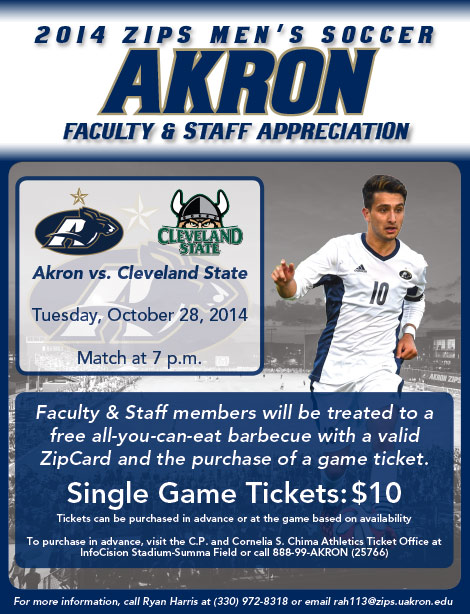 2014 ZIPS MEN'S SOCCER
AKRON
FACULTY & STAFF APPRECIATION
A
CLEVELAND
STATE
Akron vs. Cleveland State
Tuesday, October 28, 2014
Match at 7 p.m.
10
AKRON ZIPS
Faculty & Staff members will be treated to a
free all-you-can-eat barbecue with a valid
ZipCard and the purchase of a game ticket.
Single Game Tickets: $10
Tickets can be purchased in advance or at the game based on availability
To purchase in advance, visit the C.P. and Cornelia S. Chima Athletics Ticket Office at
InfoCision Stadium-Summa Field or call 888-99-AKRON (25766)
For more information, call Ryan Harris at (330) 972-8318 or email rah113@zips.uakron.edu